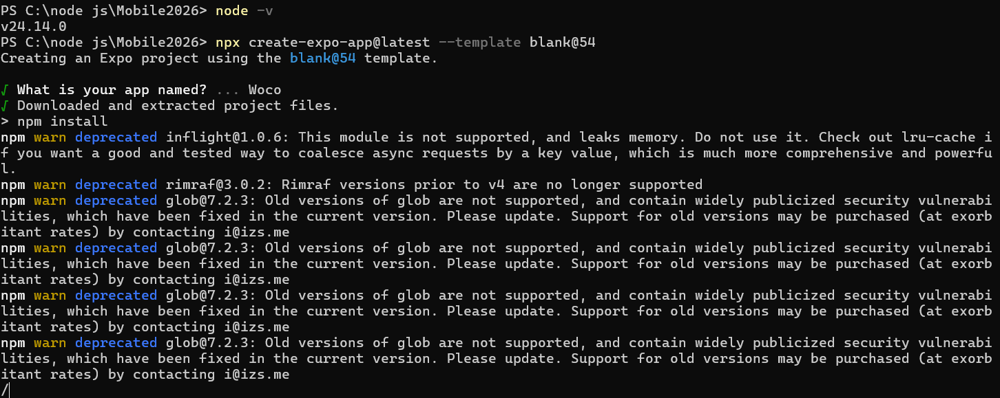 PS C:\node js\Mobile2026> node -v
v24.14.0
PS C:\node js\Mobile2026> npx create-expo-app@latest --template blank@54
Creating an Expo project using the blank@54 template.

√ What is your app named? ... Woco
√ Downloaded and extracted project files.
> npm install
npm warn deprecated inflight@1.0.6: This module is not supported, and leaks memory. Do not use it. Check out lru-cache i
f you want a good and tested way to coalesce async requests by a key value, which is much more comprehensive and powerfu
l.
npm warn deprecated rimraf@3.0.2: Rimraf versions prior to v4 are no longer supported
npm warn deprecated glob@7.2.3: Old versions of glob are not supported, and contain widely publicized security vulnerabi
lities, which have been fixed in the current version. Please update. Support for old versions may be purchased (at exorb
itant rates) by contacting i@izs.me
npm warn deprecated glob@7.2.3: Old versions of glob are not supported, and contain widely publicized security vulnerabi
lities, which have been fixed in the current version. Please update. Support for old versions may be purchased (at exorb
itant rates) by contacting i@izs.me
npm warn deprecated glob@7.2.3: Old versions of glob are not supported, and contain widely publicized security vulnerabi
lities, which have been fixed in the current version. Please update. Support for old versions may be purchased (at exorb
itant rates) by contacting i@izs.me
npm warn deprecated glob@7.2.3: Old versions of glob are not supported, and contain widely publicized security vulnerabi
lities, which have been fixed in the current version. Please update. Support for old versions may be purchased (at exorb
itant rates) by contacting i@izs.me
/